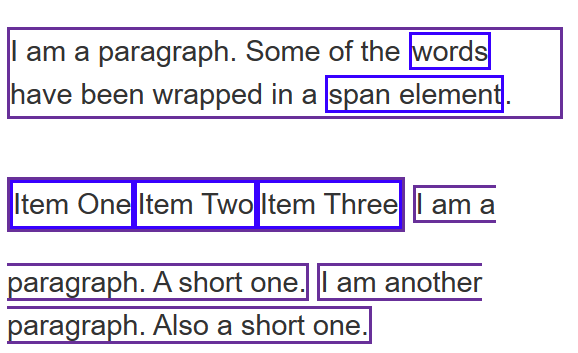 I am a paragraph. Some of the words
have been wrapped in a span element.
Item One Item Two Item Three I am a
paragraph. A short one. I am another
paragraph. Also a short one.